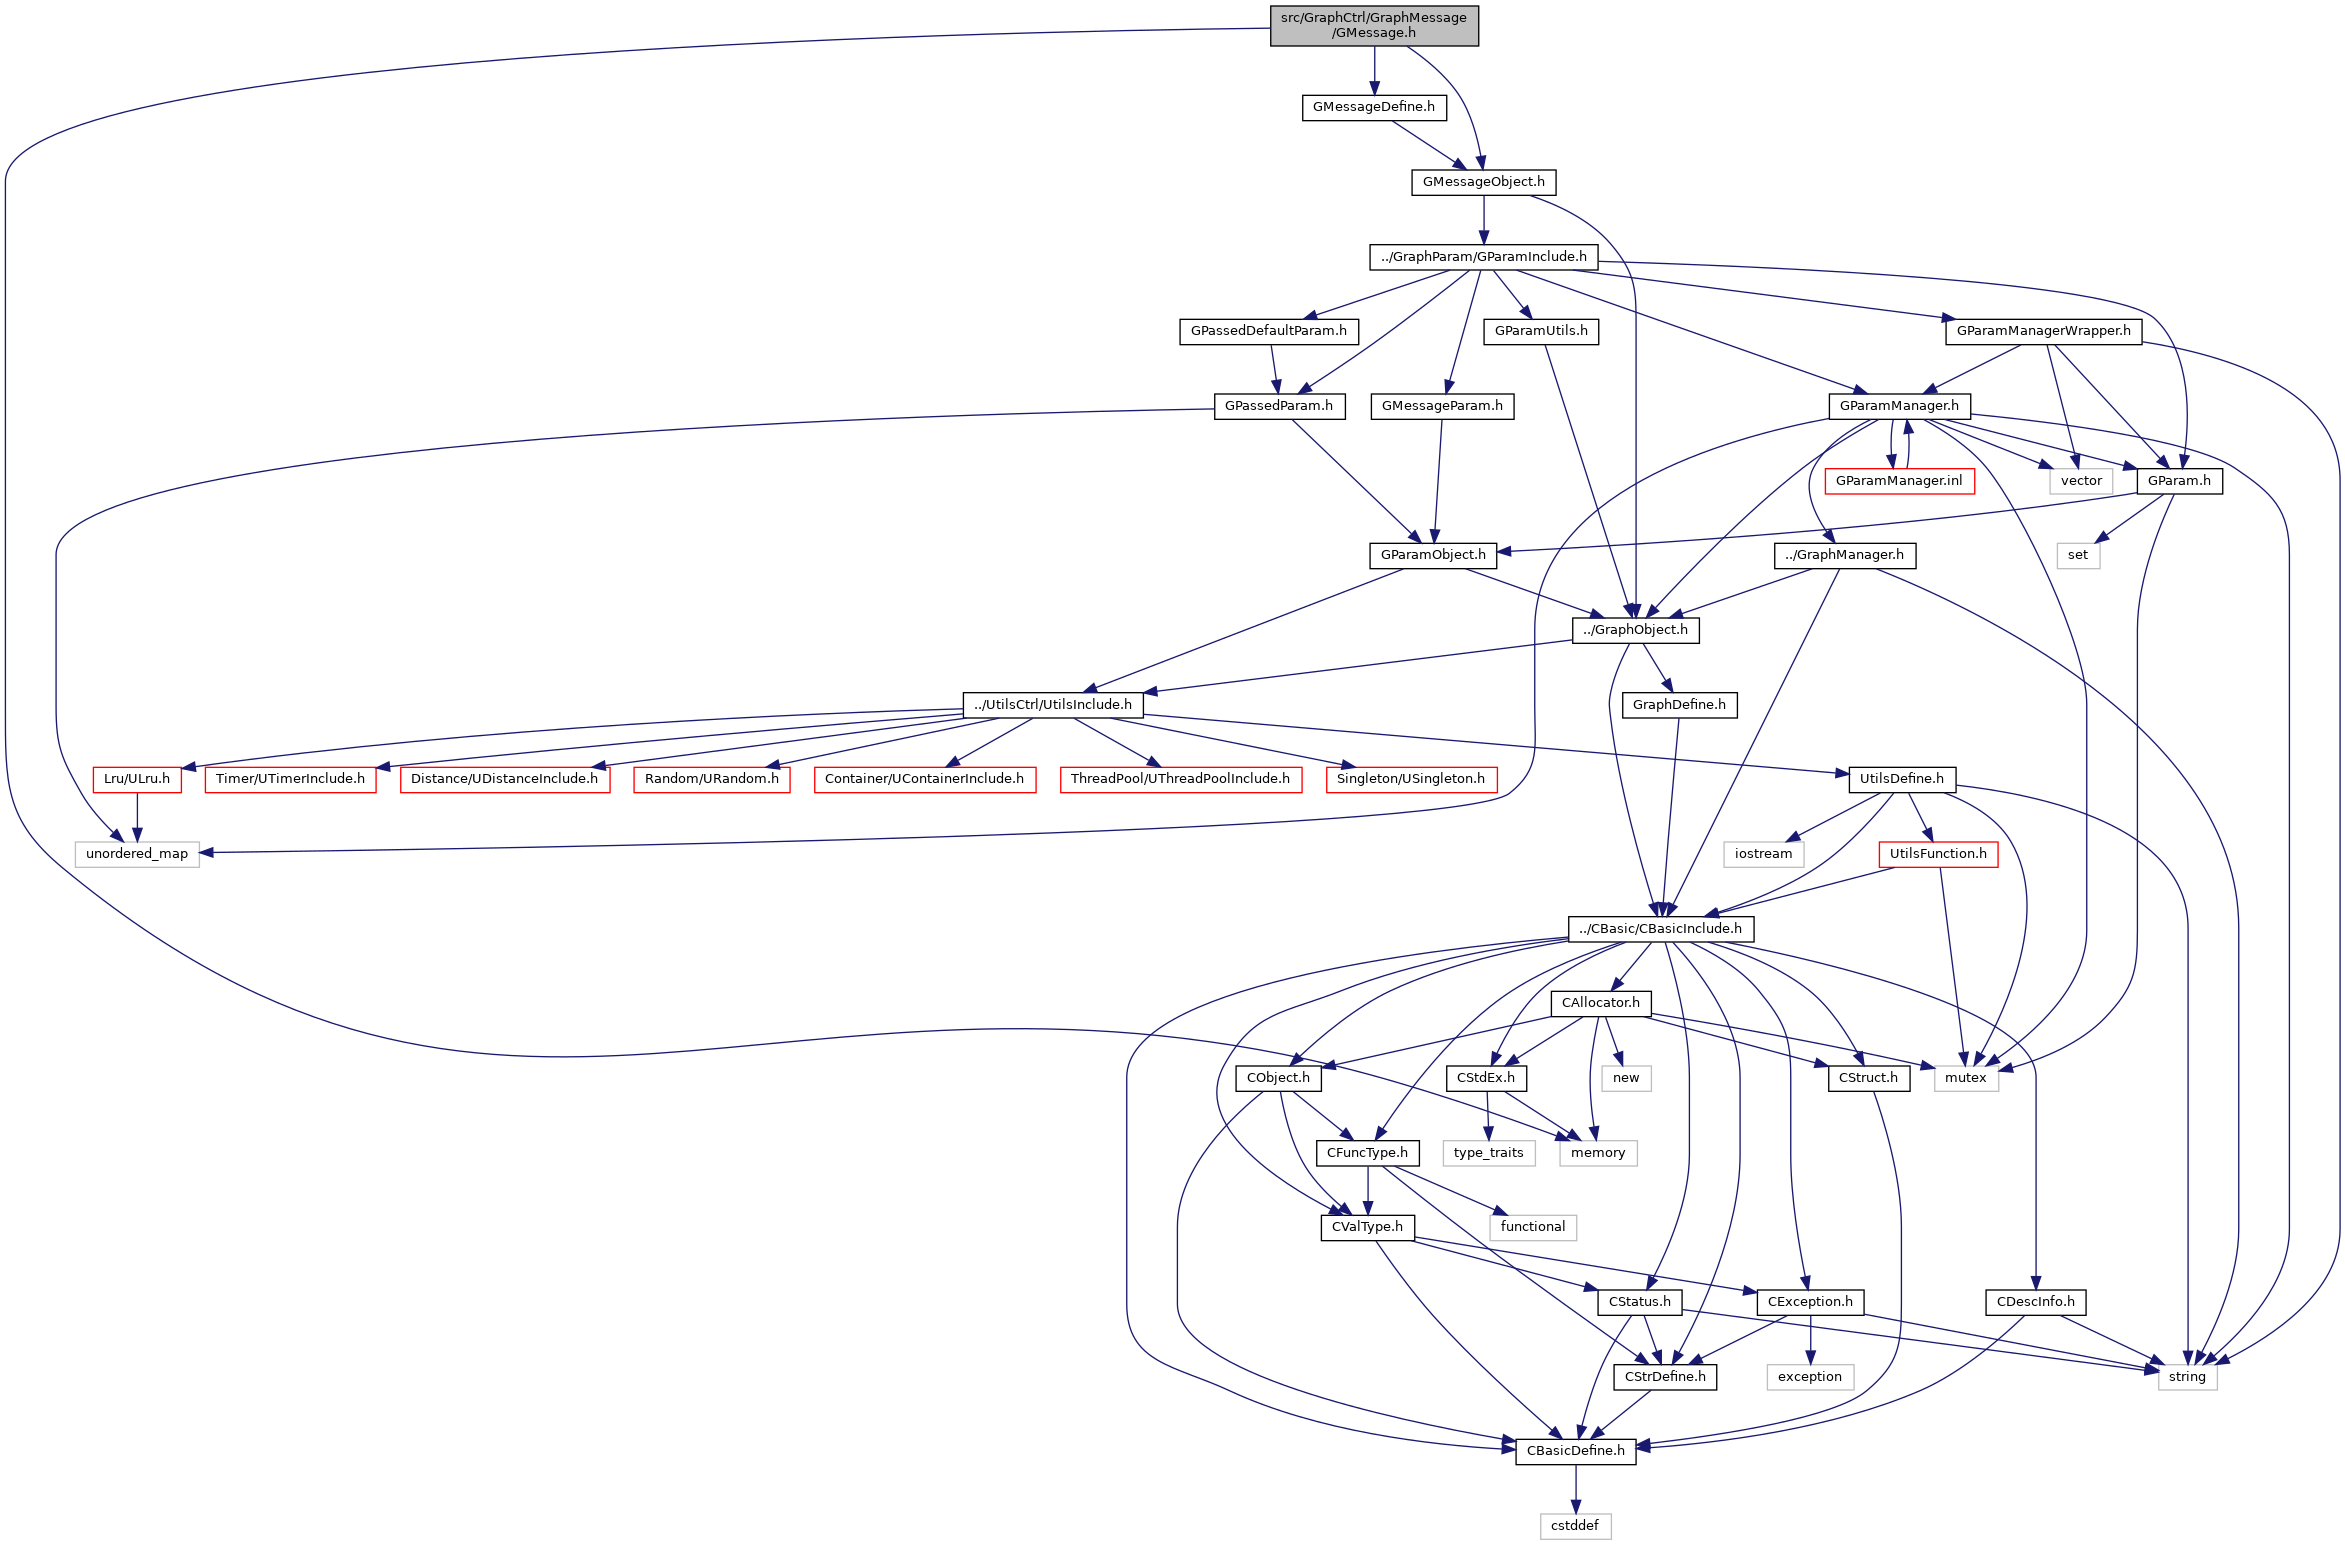 src/GraphCtrl/GraphMessage
/GMessage.h
GMessageDefine.h
GMessageObject.h
../GraphParam/GParamInclude.h
GPassedDefaultParam.h
GParamUtils.h
GParamManagerWrapper.h
GPassedParam.h
GMessageParam.h
GParamManager.h
GParamManager.inl
vector
GParam.h
GParamObject.h
../GraphManager.h
set
../GraphObject.h
../UtilsCtrl/UtilsInclude.h
GraphDefine.h
Lru/ULru.h
Timer/UTimerInclude.h
Distance/UDistanceInclude.h
Random/URandom.h
Container/UContainerInclude.h
ThreadPool/UThreadPoolInclude.h
Singleton/USingleton.h
UtilsDefine.h
unordered_map
iostream
UtilsFunction.h
../CBasic/CBasicInclude.h
CAllocator.h
CObject.h
CStdEx.h
new
CStruct.h
mutex
CFuncType.h
type_traits
memory
CValType.h
functional
CStatus.h
CException.h
CDescInfo.h
CStrDefine.h
exception
string
CBasicDefine.h
cstddef